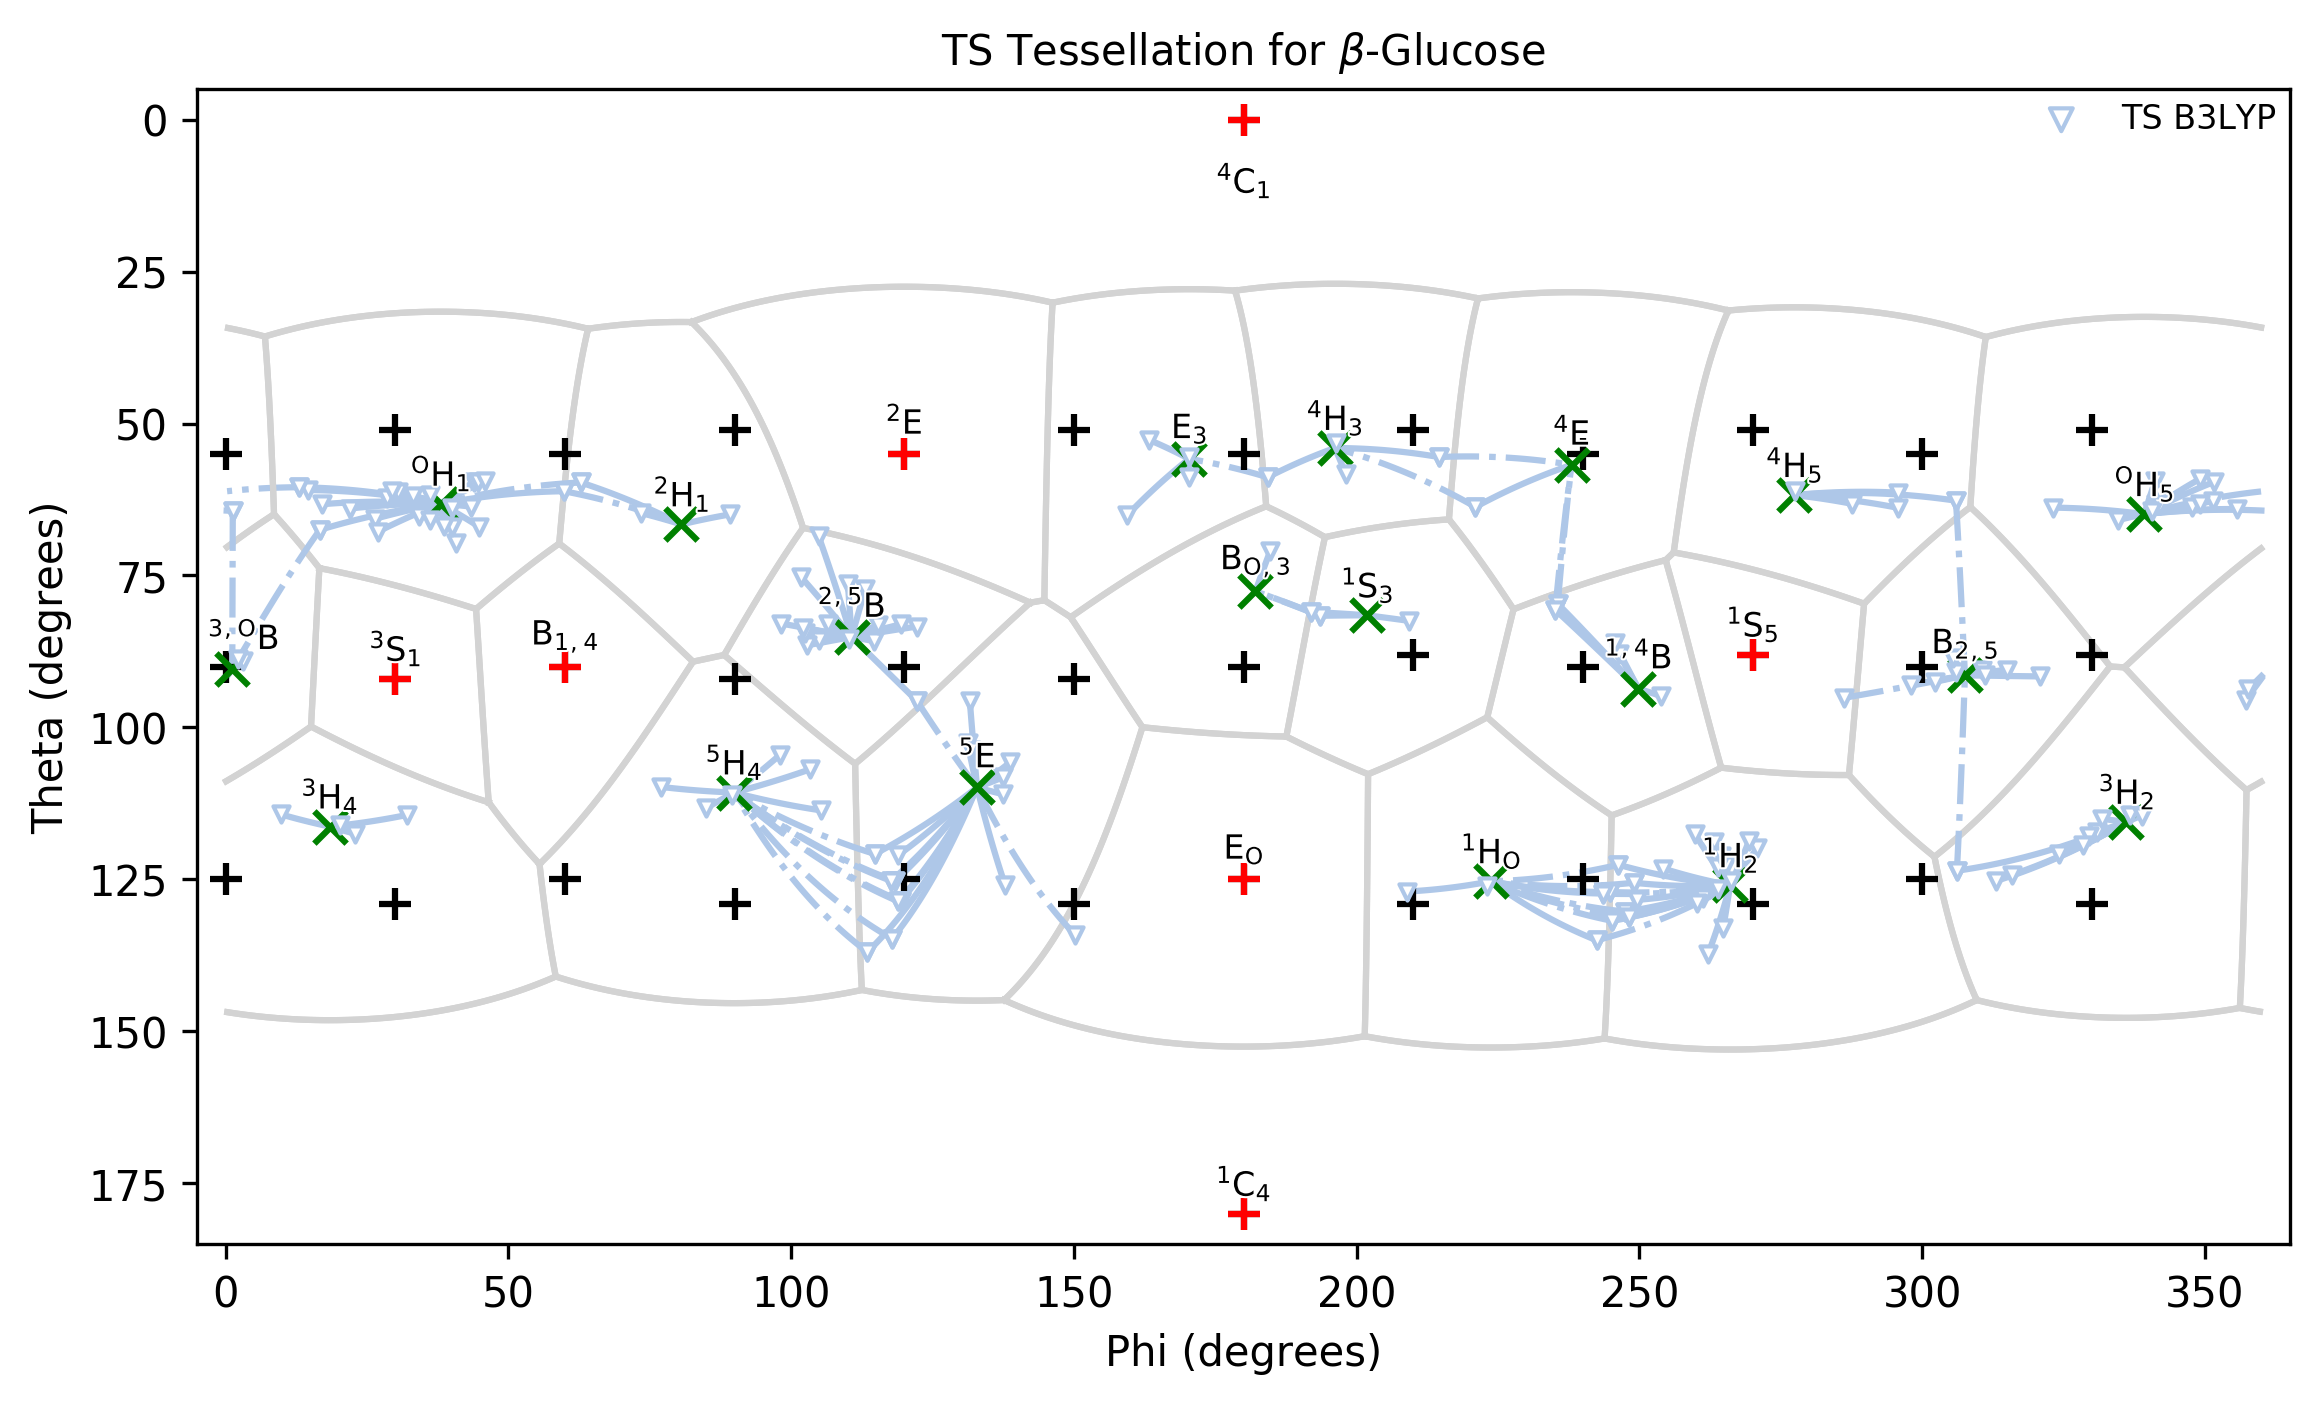 TS Tessellation for β-Glucose
TS B3LYP
⁴C₁
²E
E₃
⁴H₃
⁴E
⁴H₅
ᴼH₅
ᴼH₁
²H₁
B_O,3
¹S₃
²,⁵B
³,ᴼB
³S₁
B₁,₄
¹,⁴B
¹S₅
B₂,₅
⁵H₄
⁵E
³H₄
³H₂
E_O
¹H_O
¹H₂
¹C₄
0
25
50
75
100
125
150
175
Theta (degrees)
0 50 100 150 200 250 300 350
Phi (degrees)